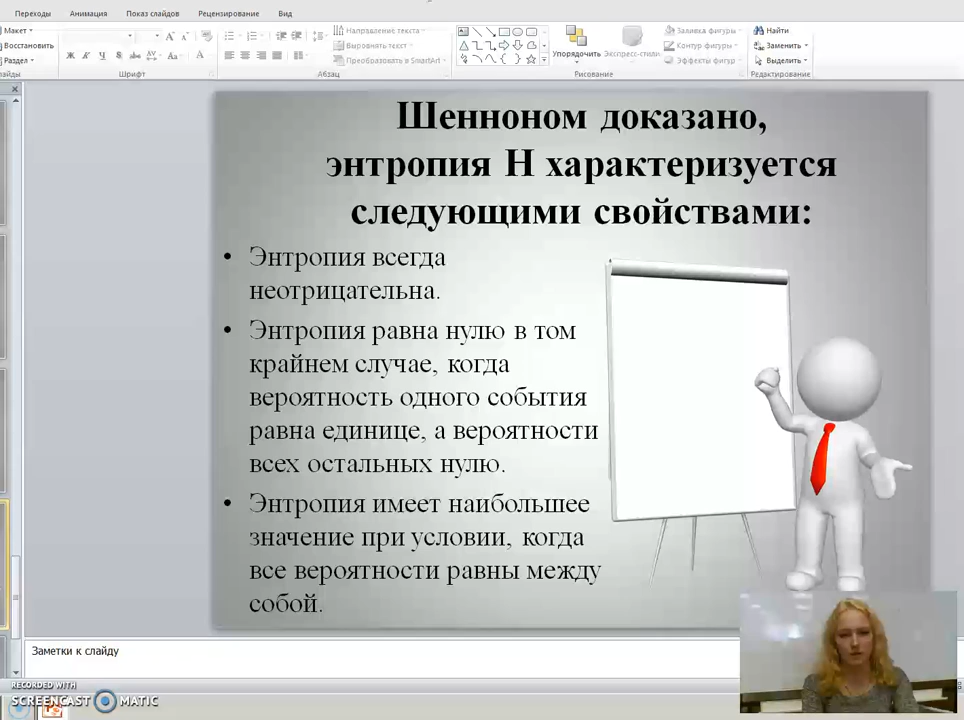 Переходы Анимация Показ слайдов Рецензирование Вид
Макет
Восстановить
Раздел
Шрифт
Направление текста
Выровнять текст
Преобразовать в SmartArt
Абзац
Упорядочить
Экспресс-стили
Заливка фигуры
Контур фигуры
Эффекты фигур
Рисование
Найти
Заменить
Выделить
Редактирование
Шенноном доказано,
энтропия Н характеризуется
следующими свойствами:
• Энтропия всегда
неотрицательна.
• Энтропия равна нулю в том
крайнем случае, когда
вероятность одного события
равна единице, а вероятности
всех остальных нулю.
• Энтропия имеет наибольшее
значение при условии, когда
все вероятности равны между
собой.
Заметки к слайду
RECORDED WITH
SCREENCAST MATIC